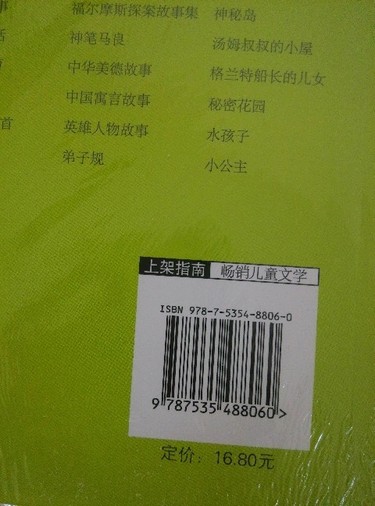 事 福尔摩斯探案故事集 神秘岛
神笔马良 汤姆叔叔的小屋
中华美德故事 格兰特船长的儿女
中国寓言故事 秘密花园
首 英雄人物故事 水孩子
弟子规 小公主
上架指南 畅销儿童文学
ISBN 978-7-5354-8806-0
9 787535 488060 >
定价：16.80元